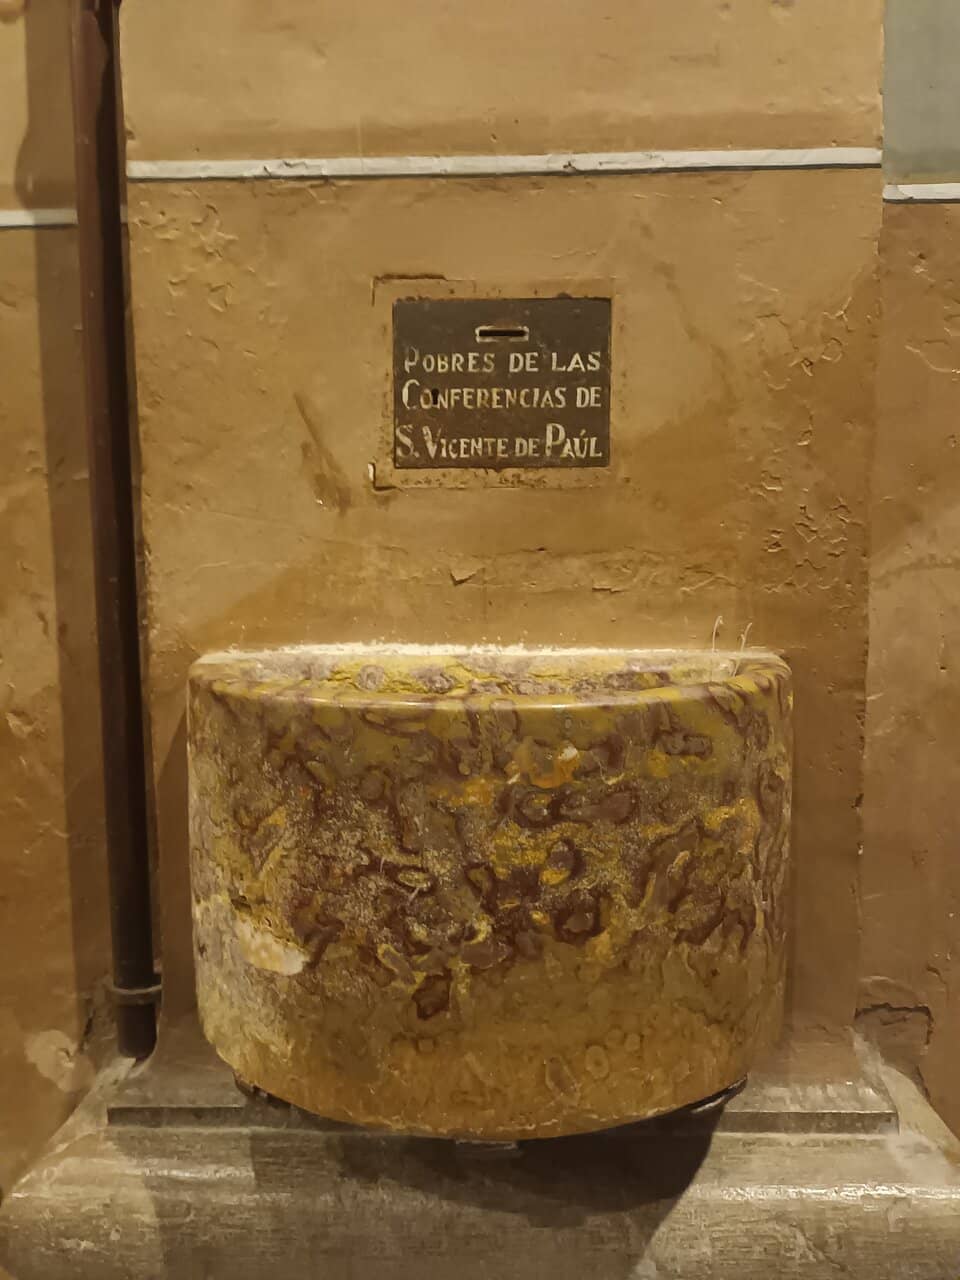 POBRES DE LAS
CONFERENCIAS DE
S. VICENTE DE PAÚL